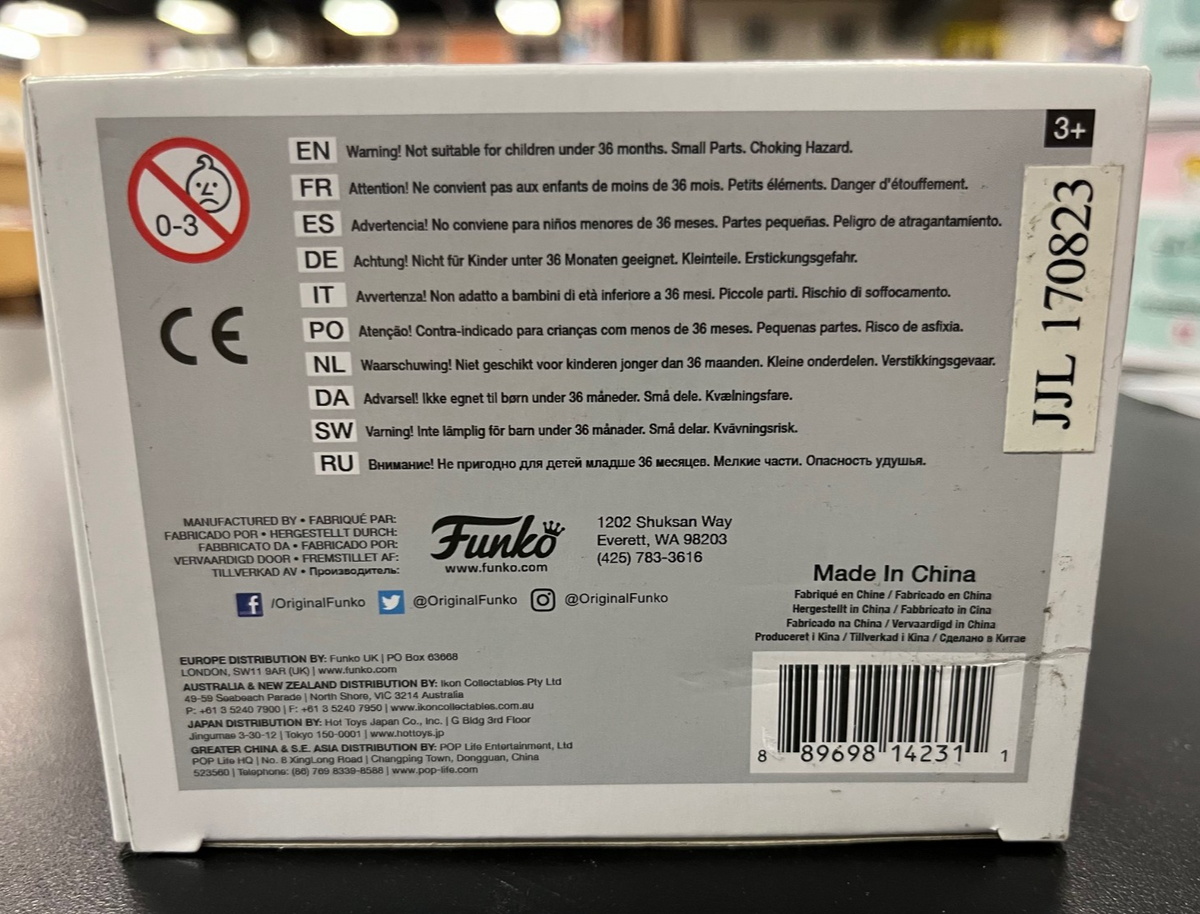 3+
0-3
EN Warning! Not suitable for children under 36 months. Small Parts. Choking Hazard.
FR Attention! Ne convient pas aux enfants de moins de 36 mois. Petits éléments. Danger d'étouffement.
ES Advertencia! No conviene para niños menores de 36 meses. Partes pequeñas. Peligro de atragantamiento.
DE Achtung! Nicht für Kinder unter 36 Monaten geeignet. Kleinteile. Erstickungsgefahr.
IT Avvertenza! Non adatto a bambini di età inferiore a 36 mesi. Piccole parti. Rischio di soffocamento.
PO Atenção! Contra-indicado para crianças com menos de 36 meses. Pequenas partes. Risco de asfixia.
NL Waarschuwing! Niet geschikt voor kinderen jonger dan 36 maanden. Kleine onderdelen. Verstikkingsgevaar.
DA Advarsel! Ikke egnet til børn under 36 måneder. Små dele. Kvælningsfare.
SW Varning! Inte lämplig för barn under 36 månader. Små delar. Kvävningsrisk.
RU Внимание! Не пригодно для детей младше 36 месяцев. Мелкие части. Опасность удушья.
CE
JJL 170823
MANUFACTURED BY • FABRIQUÉ PAR:
FABRICADO POR • HERGESTELLT DURCH:
FABBRICATO DA • FABRICADO POR:
VERVAARDIGD DOOR • FREMSTILLET AF:
TILLVERKAD AV • Производитель:
Funko
www.funko.com
1202 Shuksan Way
Everett, WA 98203
(425) 783-3616
f /OriginalFunko @OriginalFunko @OriginalFunko
Made In China
Fabriqué en Chine / Fabricado en China
Hergestellt in China / Fabbricato in Cina
Fabricado na China / Vervaardigd in China
Produceret i Kina / Tillverkad i Kina / Сделано в Китае
EUROPE DISTRIBUTION BY: Funko UK | PO Box 63668
LONDON, SW11 9AR (UK) | www.funko.com
AUSTRALIA & NEW ZEALAND DISTRIBUTION BY: Ikon Collectables Pty Ltd
49-59 Seabeach Parade | North Shore, VIC 3214 Australia
P: +61 3 5240 7900 | F: +61 3 5240 7950 | www.ikoncollectables.com.au
JAPAN DISTRIBUTION BY: Hot Toys Japan Co., Inc. | G Bldg 3rd Floor
Jingumae 3-30-12 | Tokyo 150-0001 | www.hottoys.jp
GREATER CHINA & S.E. ASIA DISTRIBUTION BY: POP Life Entertainment, Ltd
POP Life HQ | No. 8 XingLong Road | Changping Town, Dongguan, China
523560 | Telephone: (86) 769 8339-8588 | www.pop-life.com
8 89698 14231 1